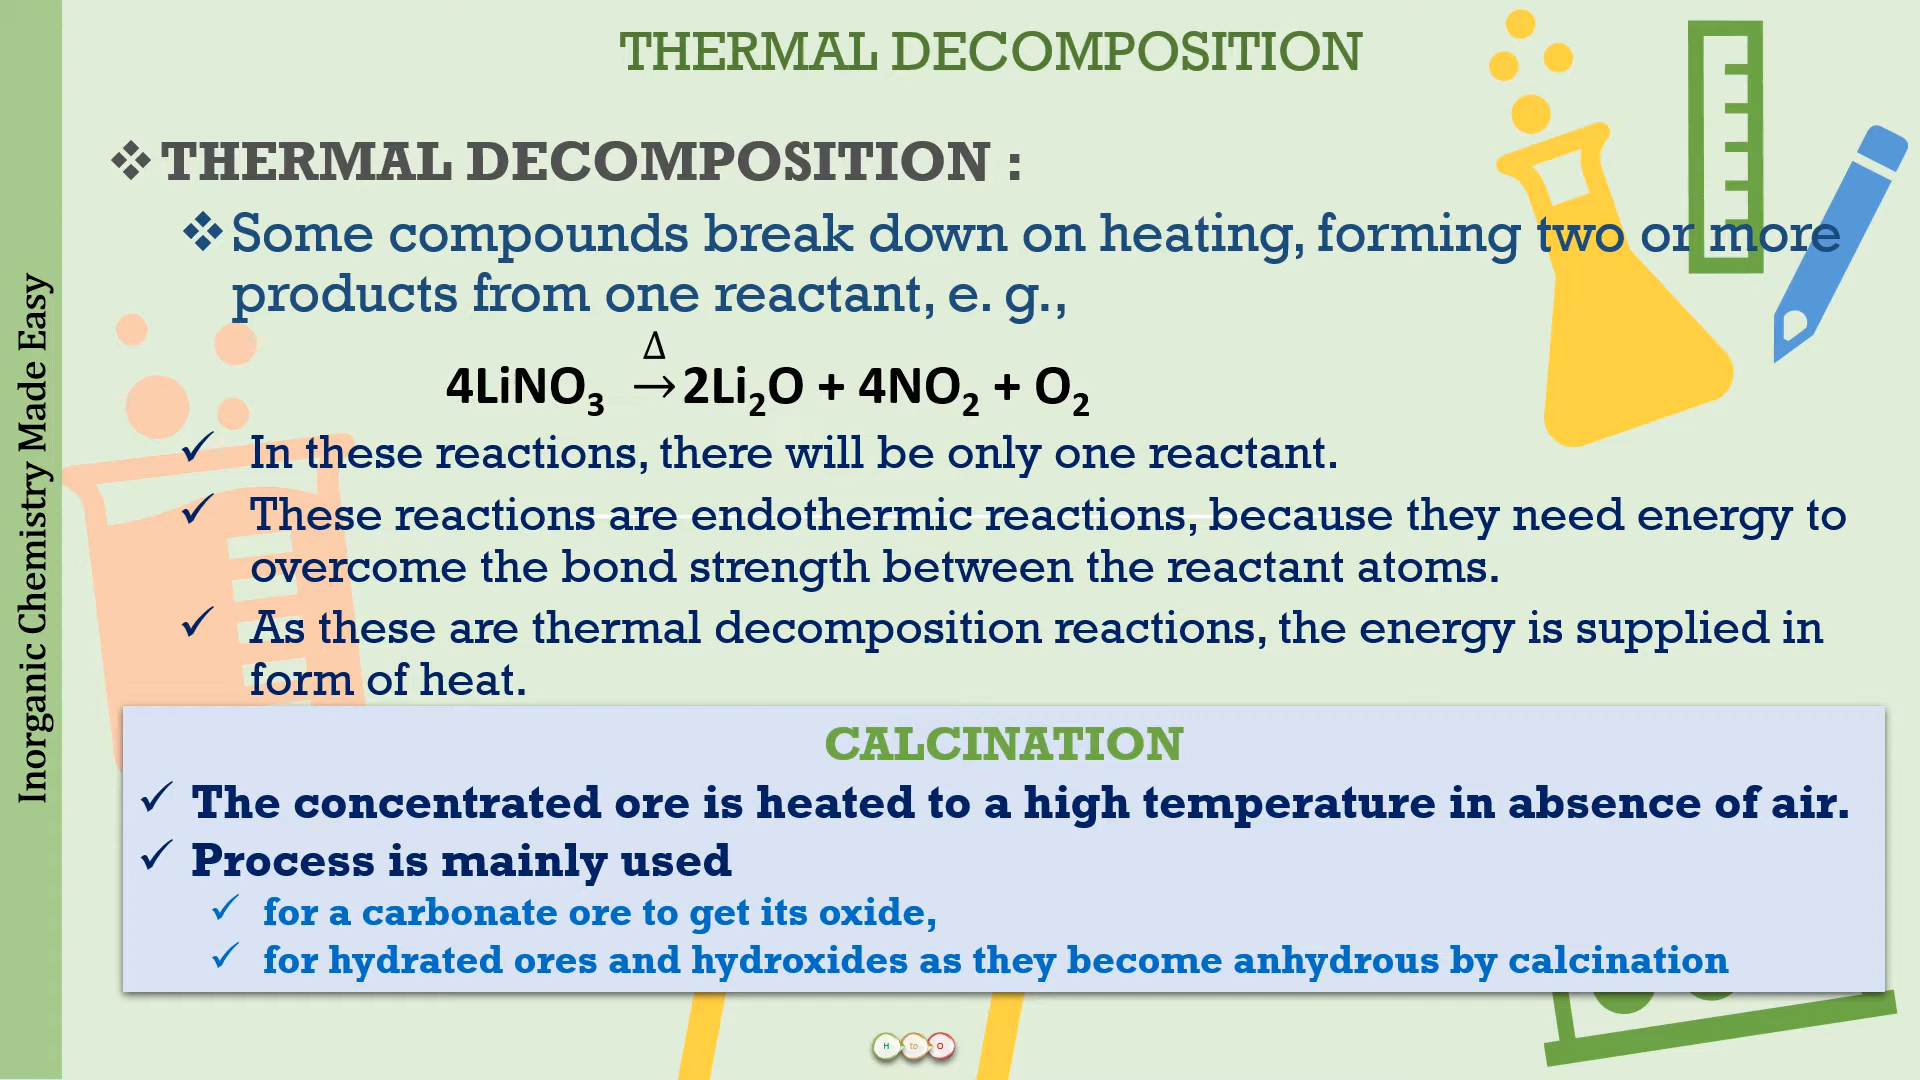 THERMAL DECOMPOSITION
❖THERMAL DECOMPOSITION :
❖Some compounds break down on heating, forming two or more
products from one reactant, e. g.,
Δ
4LiNO₃ →2Li₂O + 4NO₂ + O₂
✓ In these reactions, there will be only one reactant.
✓ These reactions are endothermic reactions, because they need energy to
overcome the bond strength between the reactant atoms.
✓ As these are thermal decomposition reactions, the energy is supplied in
form of heat.
CALCINATION
✓ The concentrated ore is heated to a high temperature in absence of air.
✓ Process is mainly used
✓ for a carbonate ore to get its oxide,
✓ for hydrated ores and hydroxides as they become anhydrous by calcination
Inorganic Chemistry Made Easy
H to O